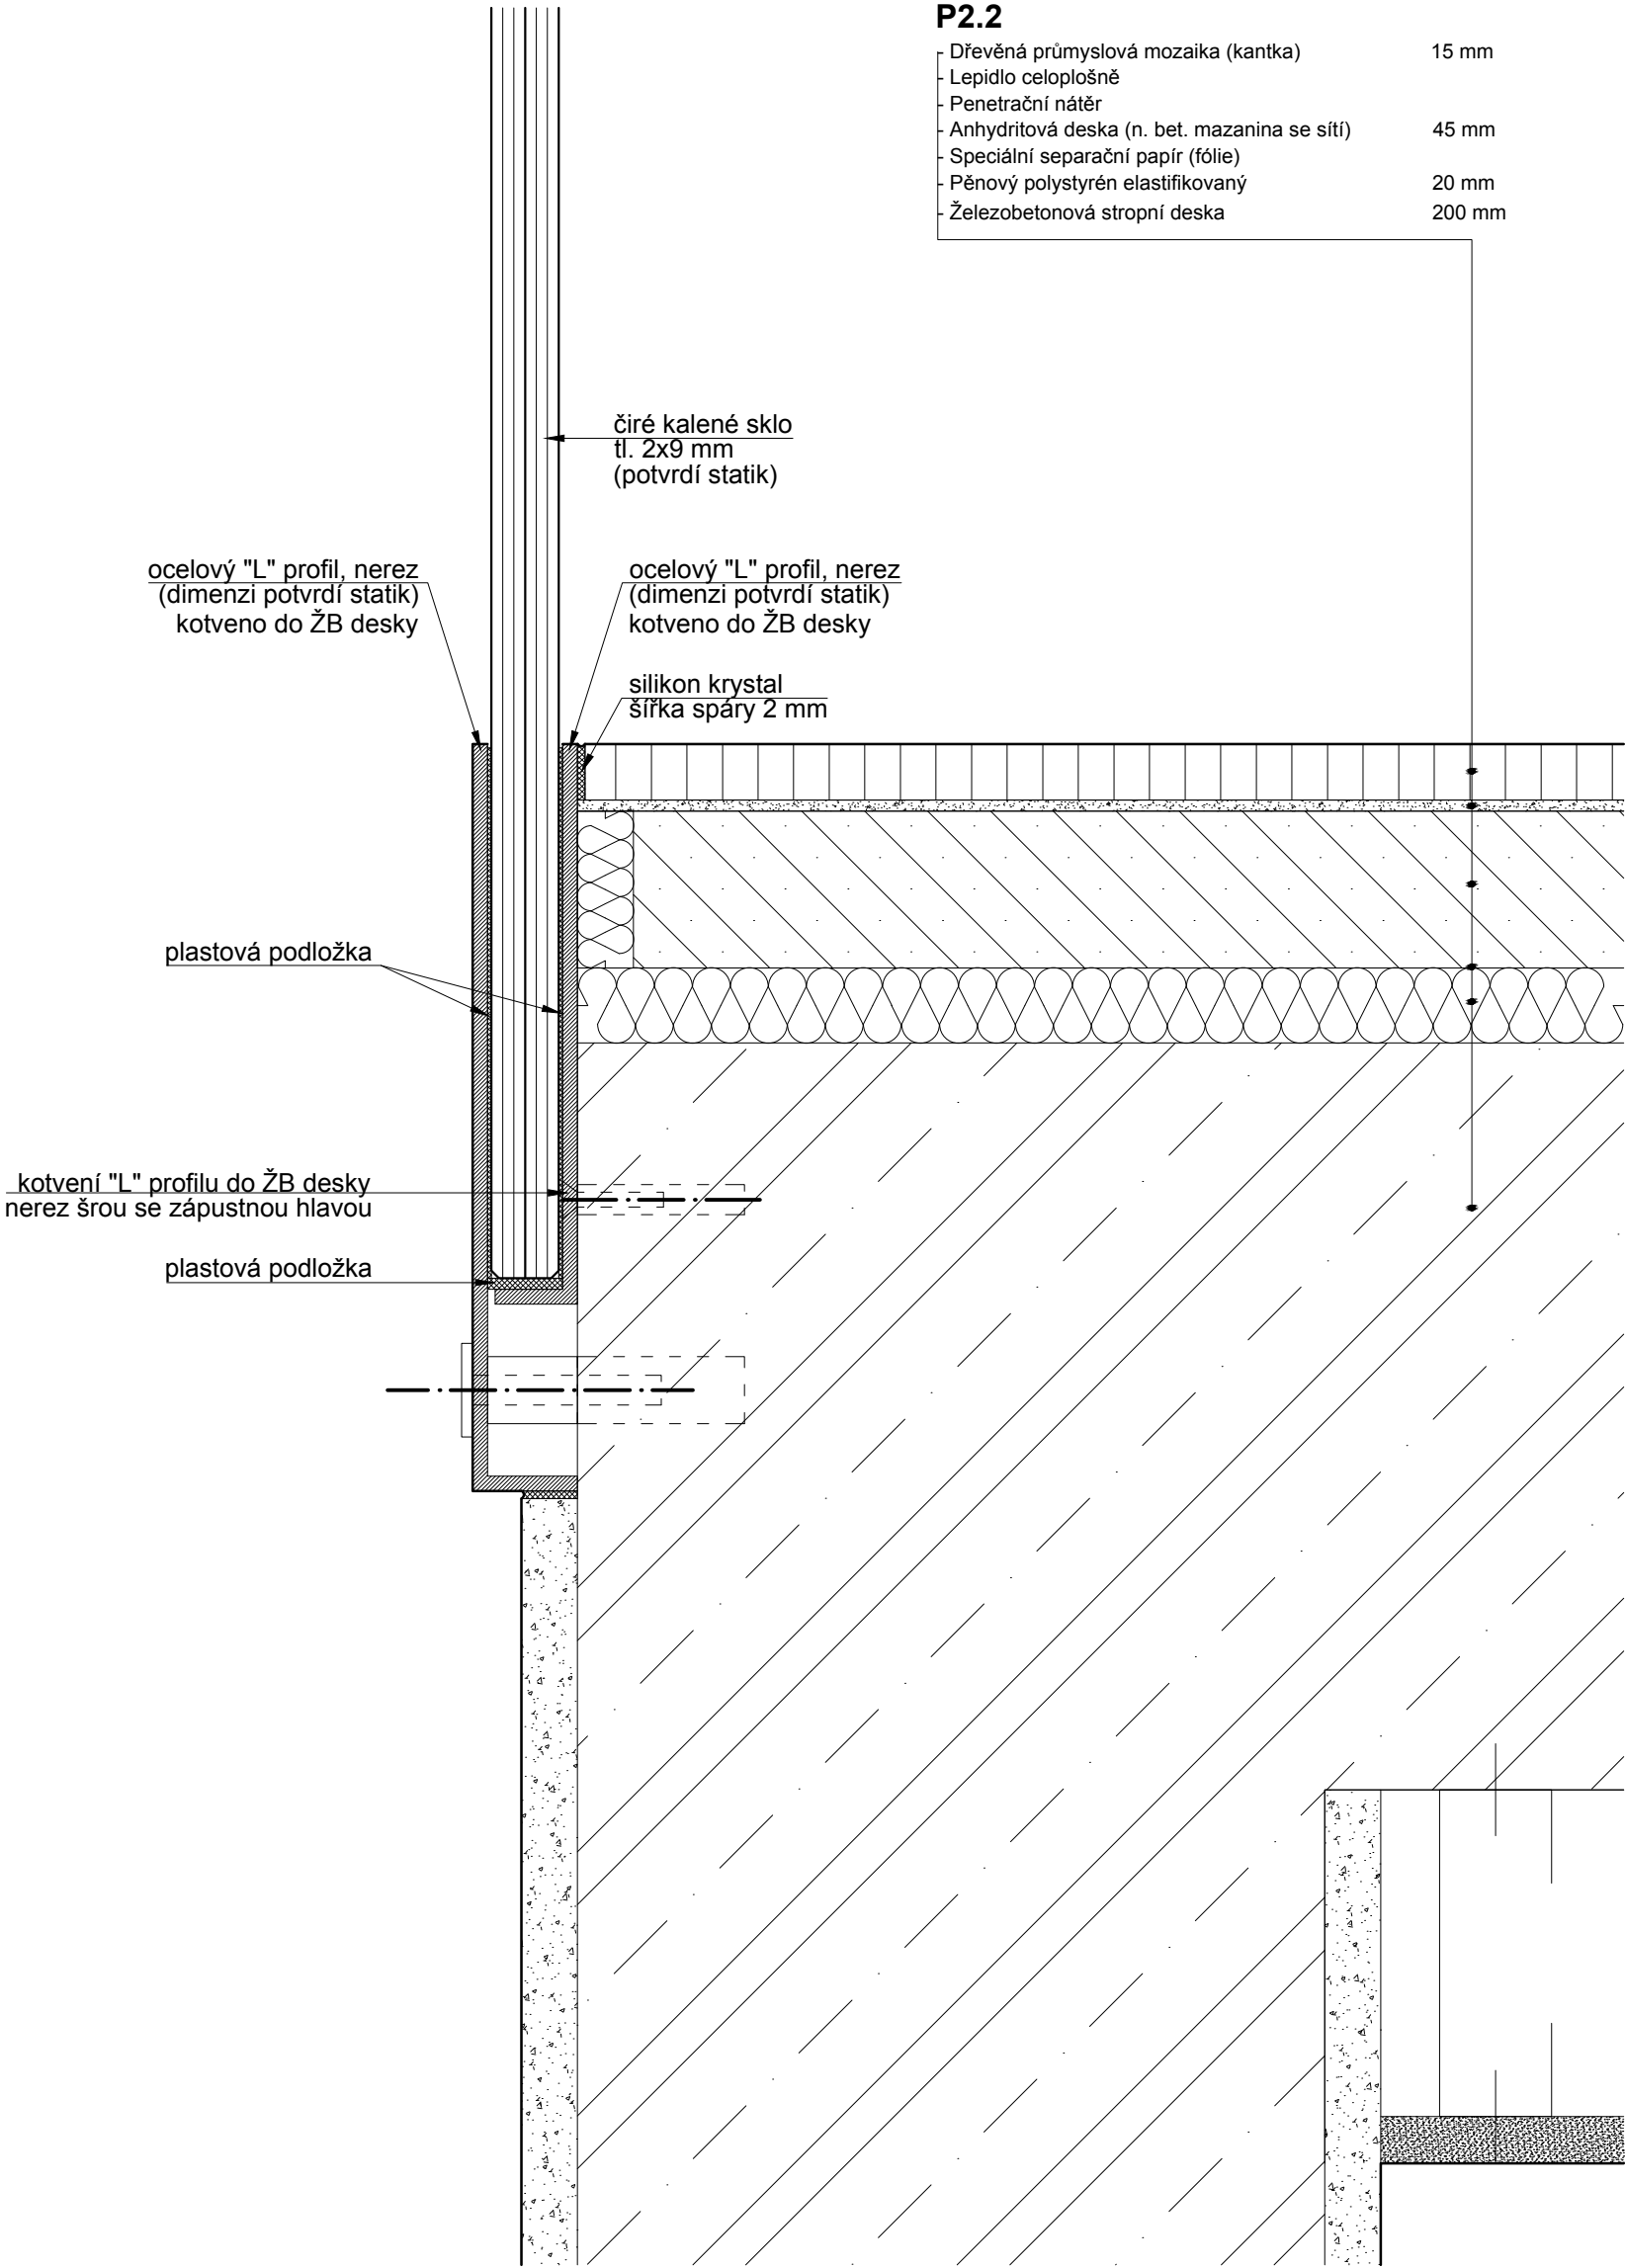 P2.2
- Dřevěná průmyslová mozaika (kantka) 15 mm
- Lepidlo celoplošně
- Penetrační nátěr
- Anhydritová deska (n. bet. mazanina se sítí) 45 mm
- Speciální separační papír (fólie)
- Pěnový polystyrén elastifikovaný 20 mm
- Železobetonová stropní deska 200 mm
čiré kalené sklo
tl. 2x9 mm
(potvrdí statik)
ocelový "L" profil, nerez
(dimenzi potvrdí statik)
kotveno do ŽB desky
ocelový "L" profil, nerez
(dimenzi potvrdí statik)
kotveno do ŽB desky
silikon krystal
šířka spáry 2 mm
plastová podložka
kotvení "L" profilu do ŽB desky
nerez šrou se zápustnou hlavou
plastová podložka